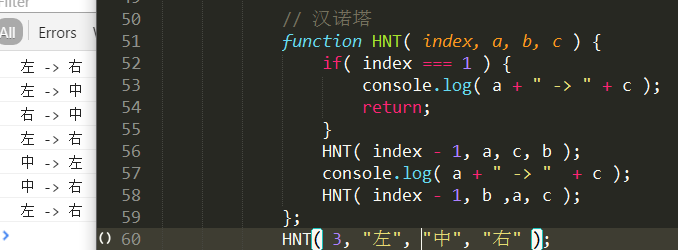 Filter
All
Errors
W
左 -> 右
左 -> 中
右 -> 中
左 -> 右
中 -> 左
中 -> 右
左 -> 右
49
50 // 汉诺塔
51 function HNT( index, a, b, c ) {
52 if( index === 1 ) {
53 console.log( a + " -> " + c );
54 return;
55 }
56 HNT( index - 1, a, c, b );
57 console.log( a + " -> "  + c );
58 HNT( index - 1, b ,a, c );
59 };
60 HNT( 3, "左", "中", "右" );